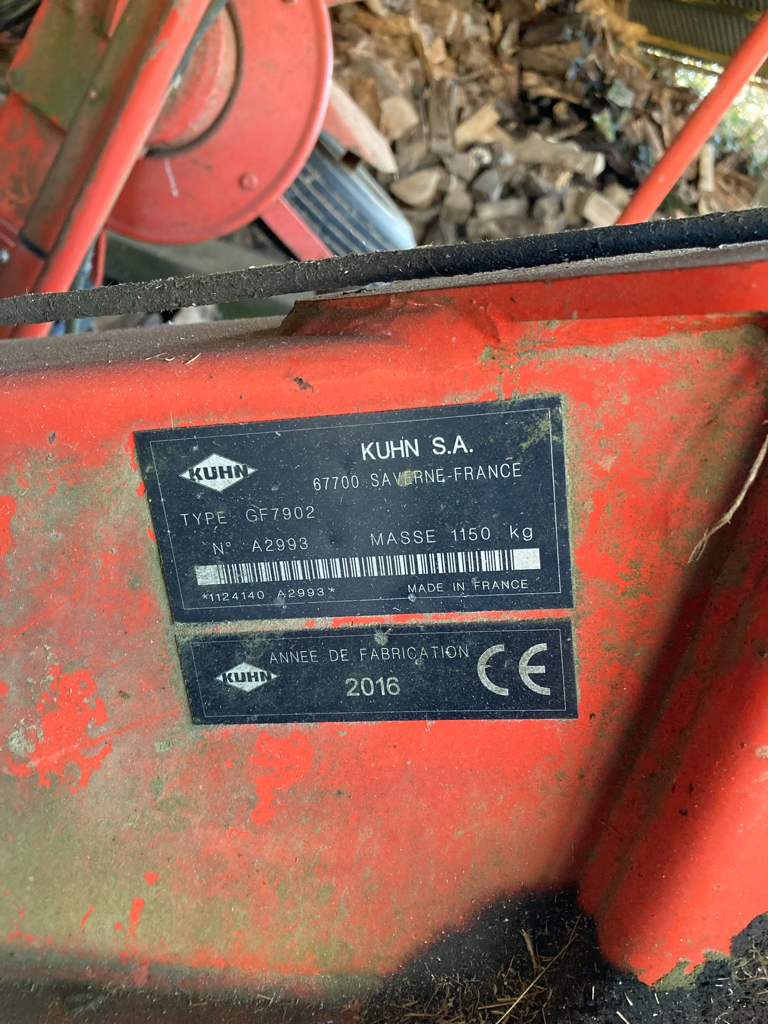 KUHN
KUHN S.A.
67700 SAVERNE-FRANCE
TYPE GF7902
N° A2993 MASSE 1150 kg
*1124140 A2993* MADE IN FRANCE
KUHN
ANNEE DE FABRICATION
2016
CE